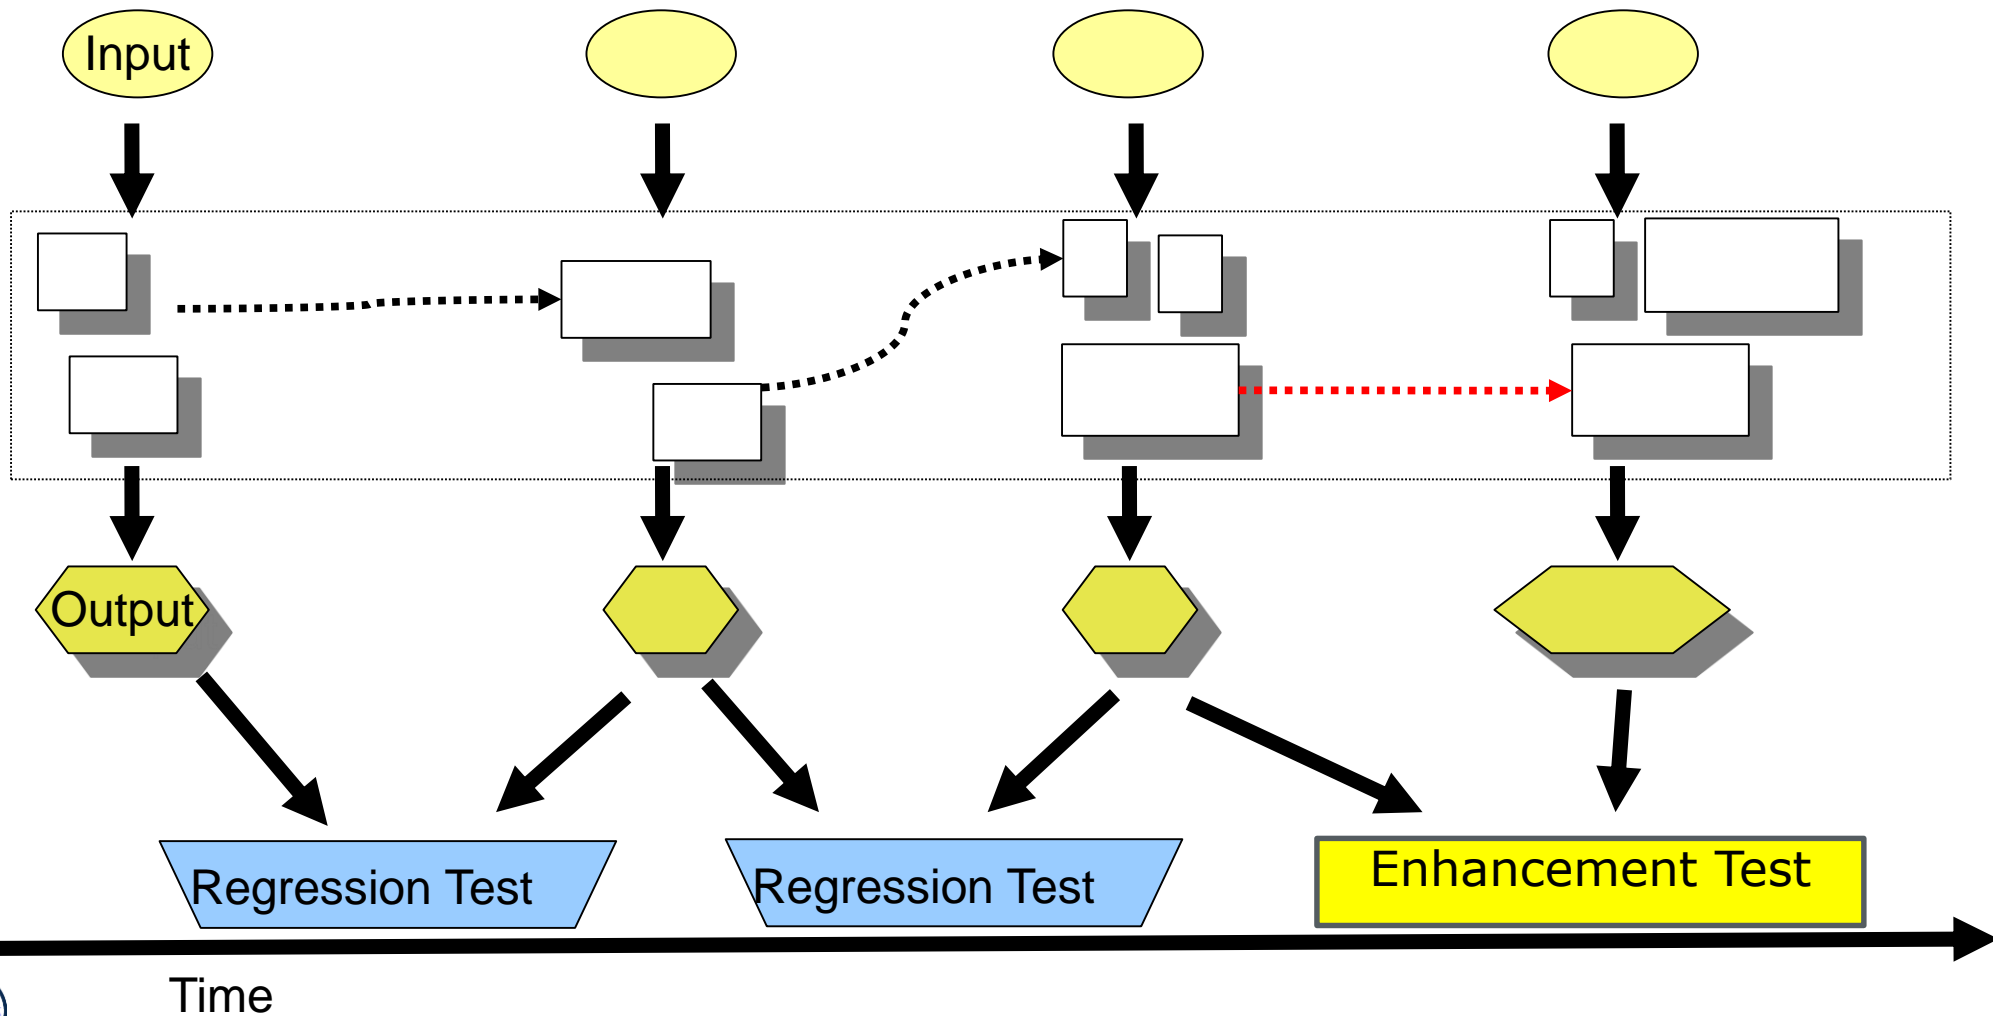 Input
Output
Regression Test
Regression Test
Enhancement Test
Time